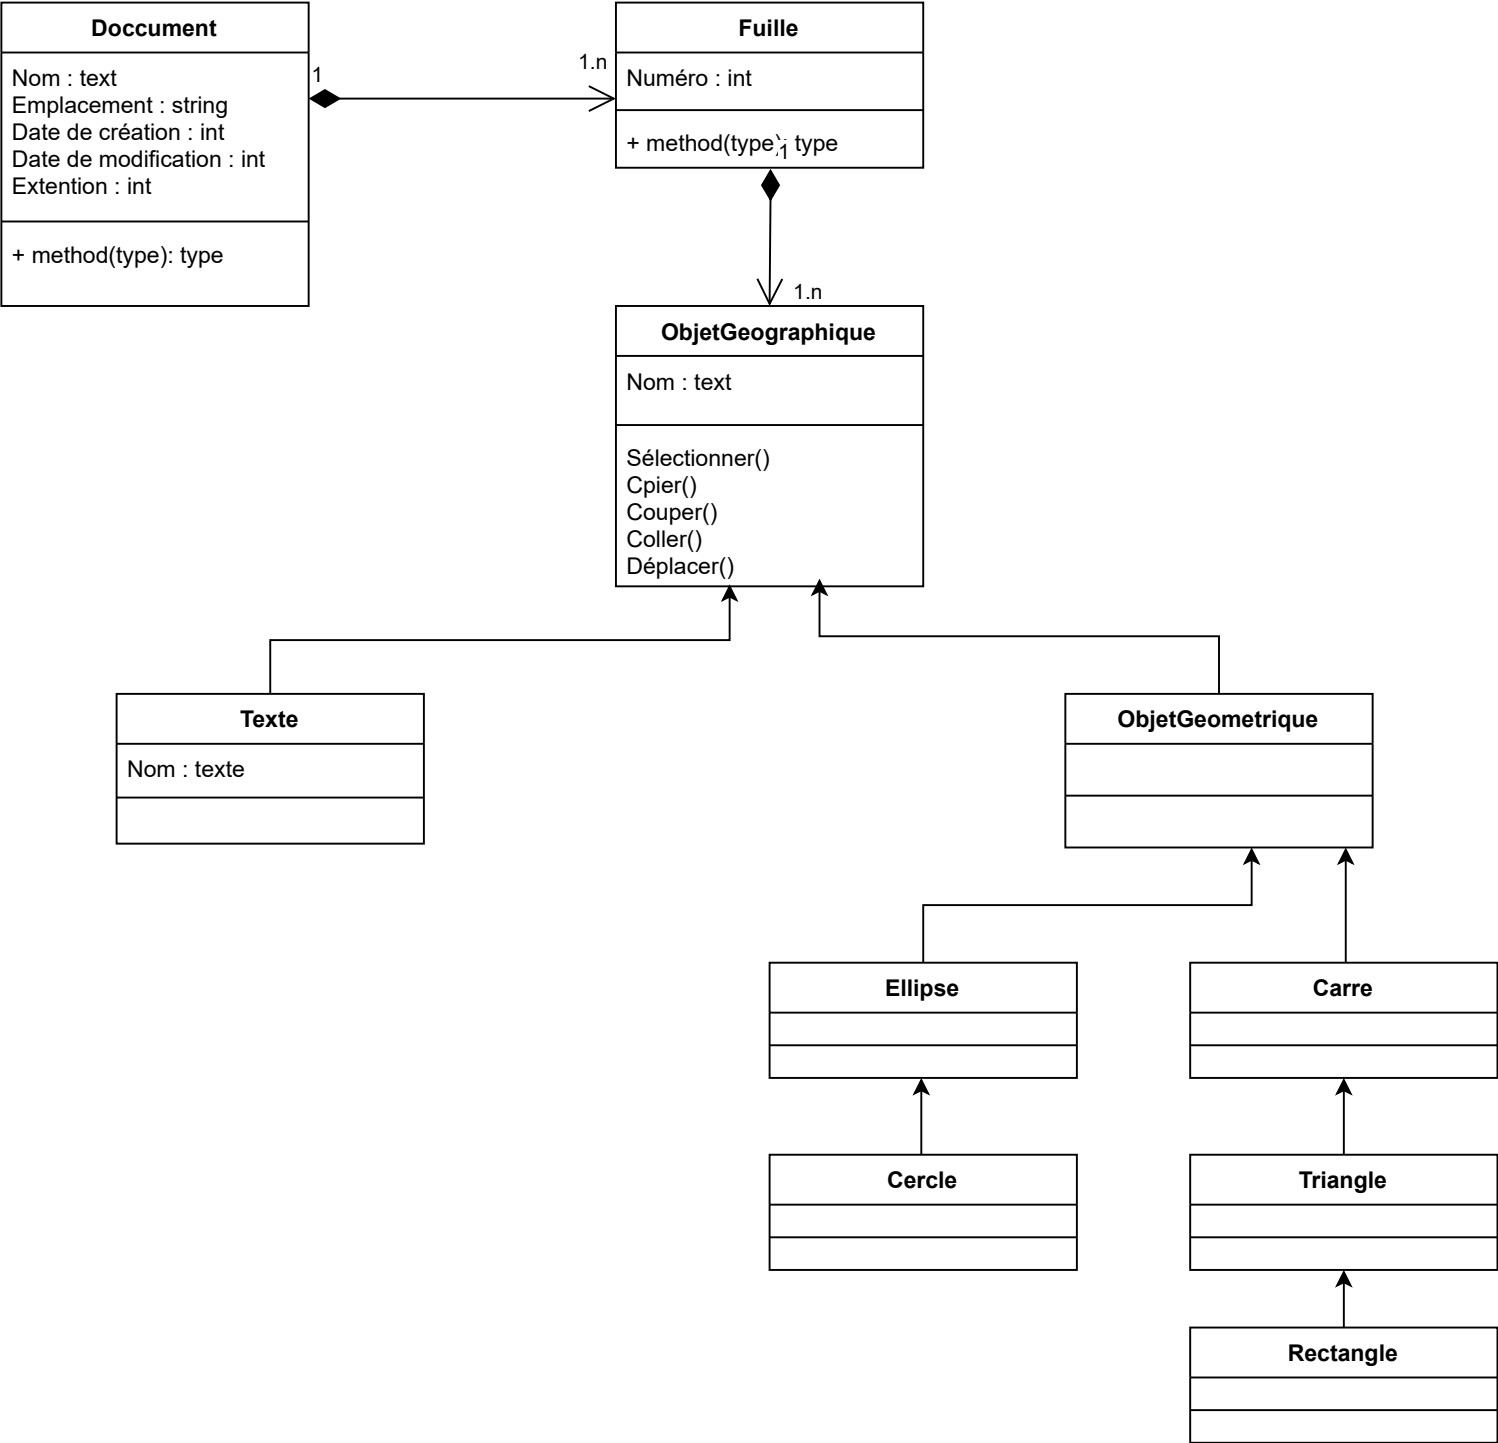 Doccument
Nom : text
Emplacement : string
Date de création : int
Date de modification : int
Extention : int
+ method(type): type
1
1.n
Fuille
Numéro : int
+ method(type): type
1
1.n
ObjetGeographique
Nom : text
Sélectionner()
Cpier()
Couper()
Coller()
Déplacer()
Texte
Nom : texte
ObjetGeometrique
Ellipse
Carre
Cercle
Triangle
Rectangle